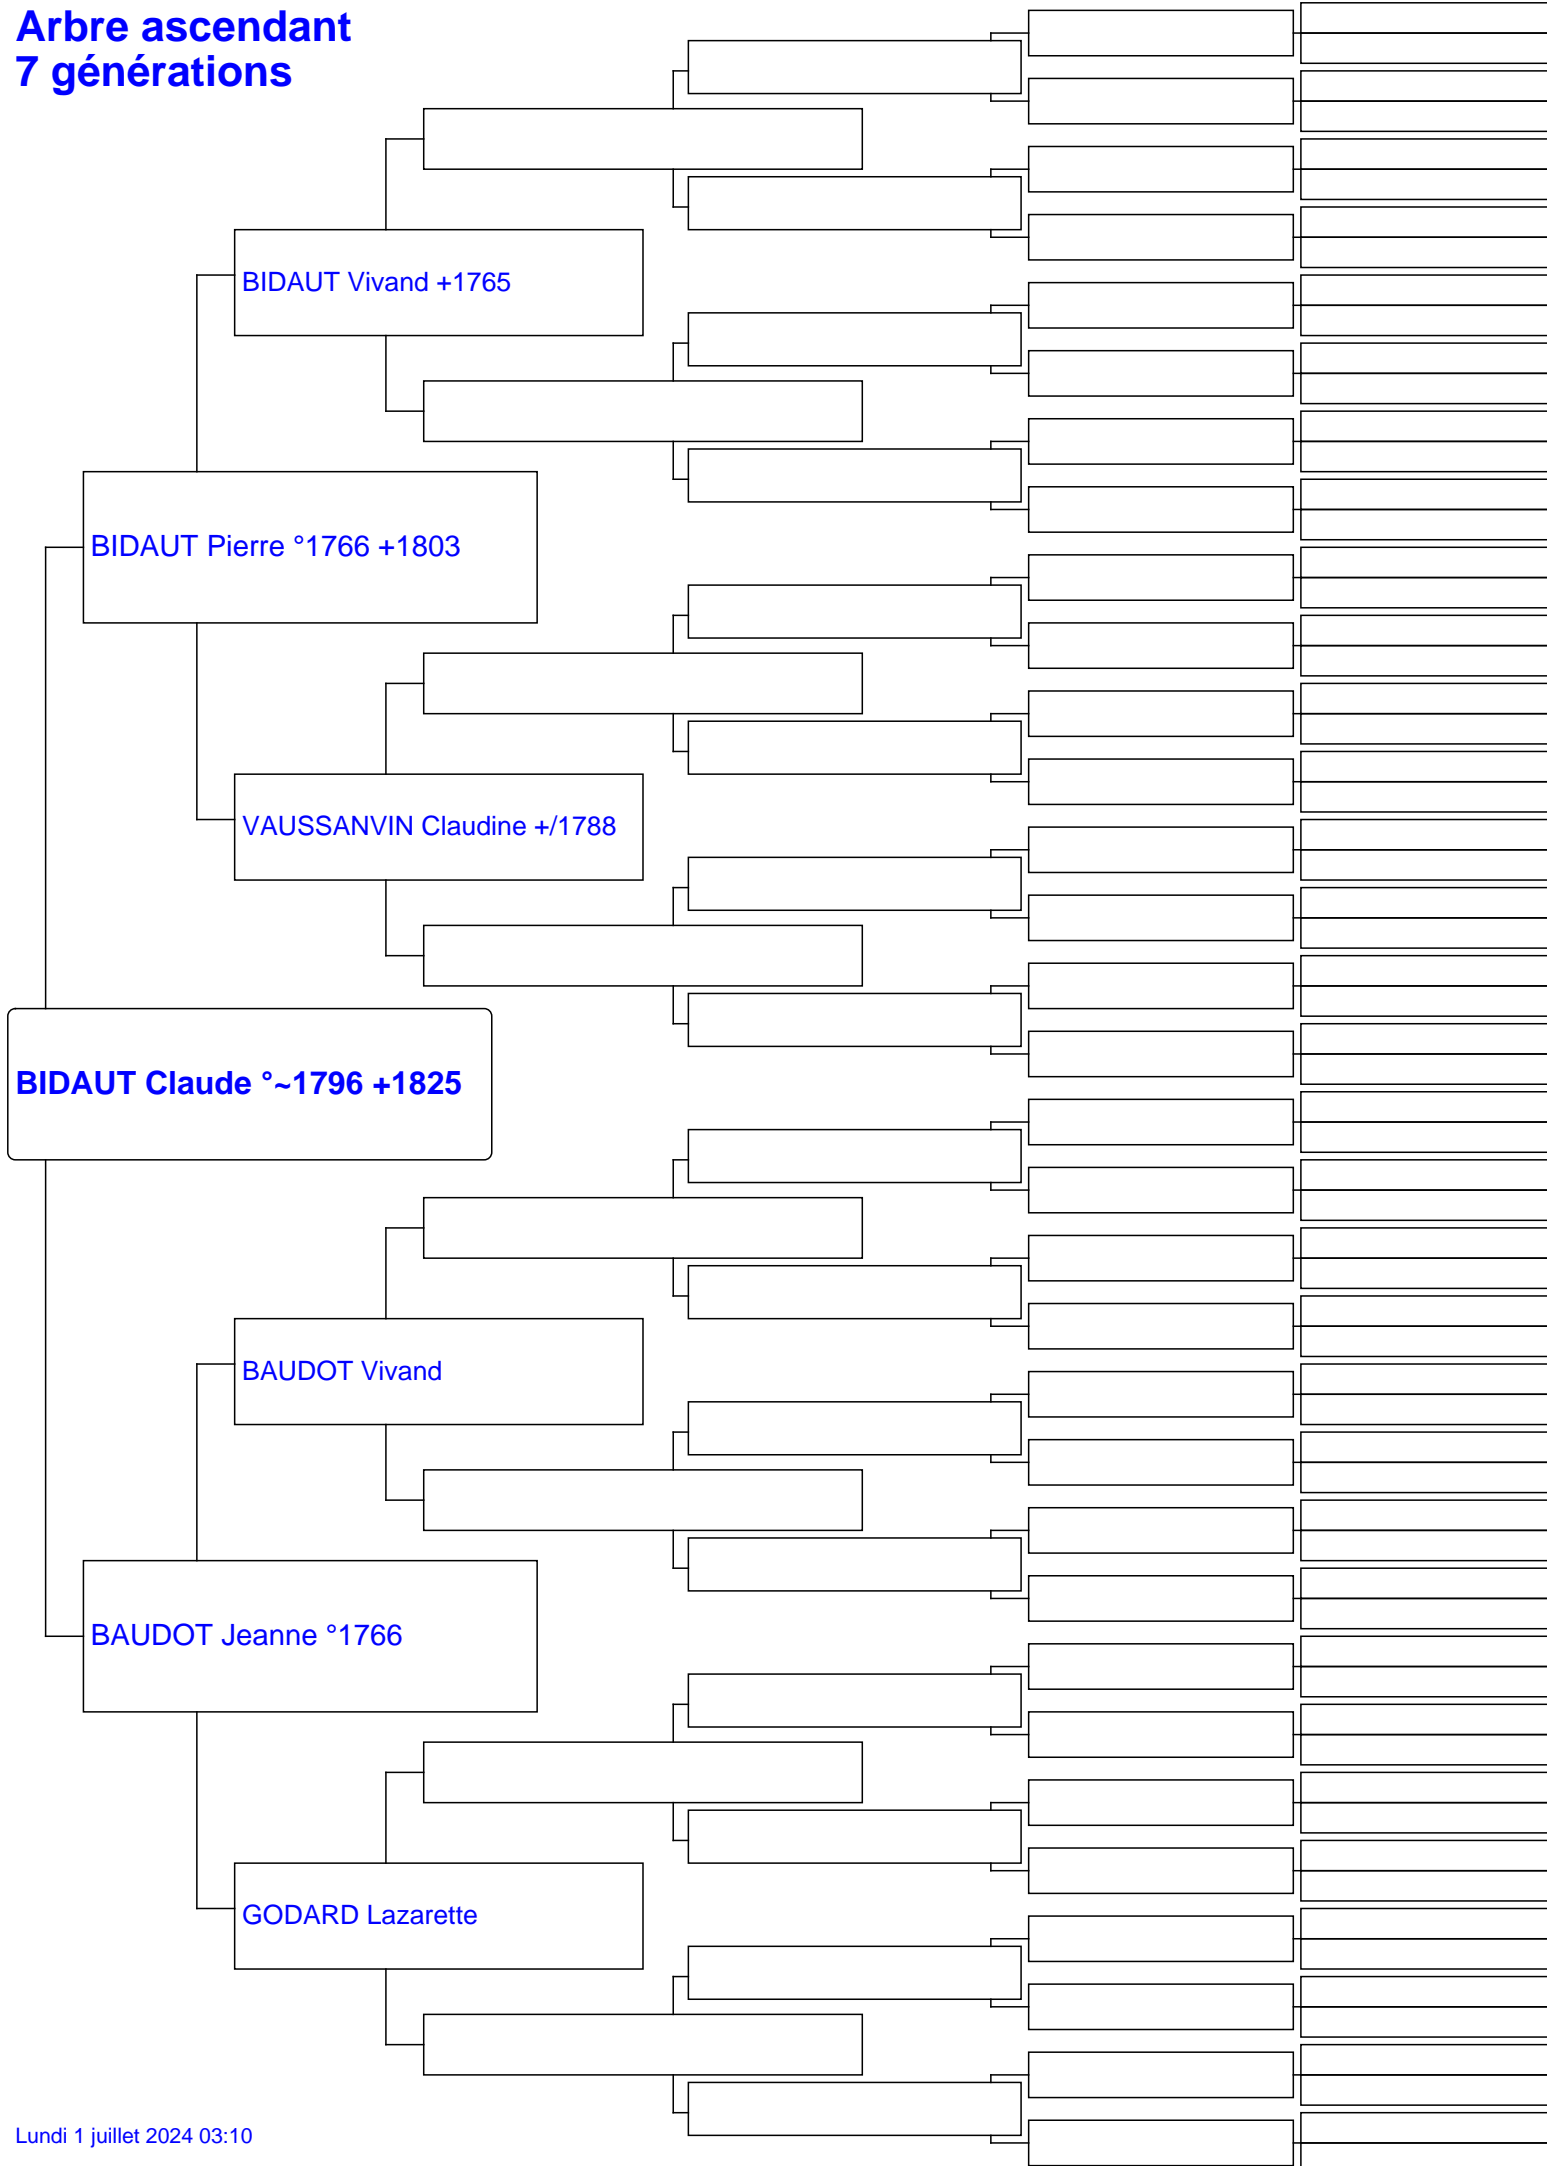 Arbre ascendant
7 générations
BIDAUT Vivand +1765
BIDAUT Pierre °1766 +1803
VAUSSANVIN Claudine +/1788
BIDAUT Claude °~1796 +1825
BAUDOT Vivand
BAUDOT Jeanne °1766
GODARD Lazarette
Lundi 1 juillet 2024 03:10